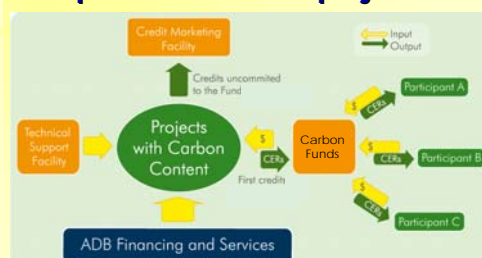 Credit Marketing
Facility
Input
Output
Credits uncommited
to the Fund
Participant A
$
CERs
Technical
Support
Facility
Projects
with Carbon
Content
$
CERs
First credits
Carbon
Funds
$
CERs
Participant B
$
CERs
Participant C
ADB Financing and Services